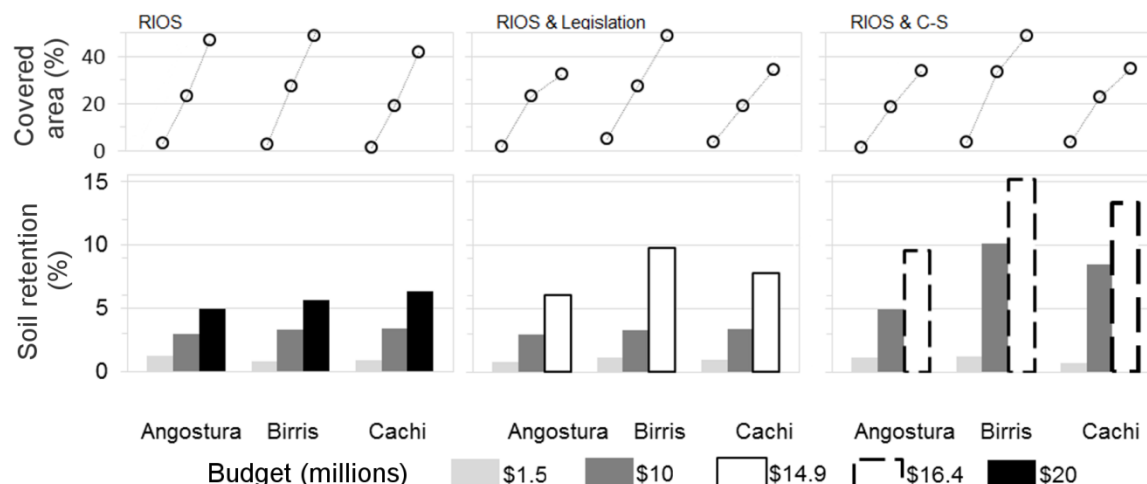 RIOS RIOS & Legislation RIOS & C-S
Covered
area (%)
40
20
0
Soil retention
(%)
15
10
5
0
Angostura Birris Cachi Angostura Birris Cachi Angostura Birris Cachi
Budget (millions) $1.5 $10 $14.9 $16.4 $20